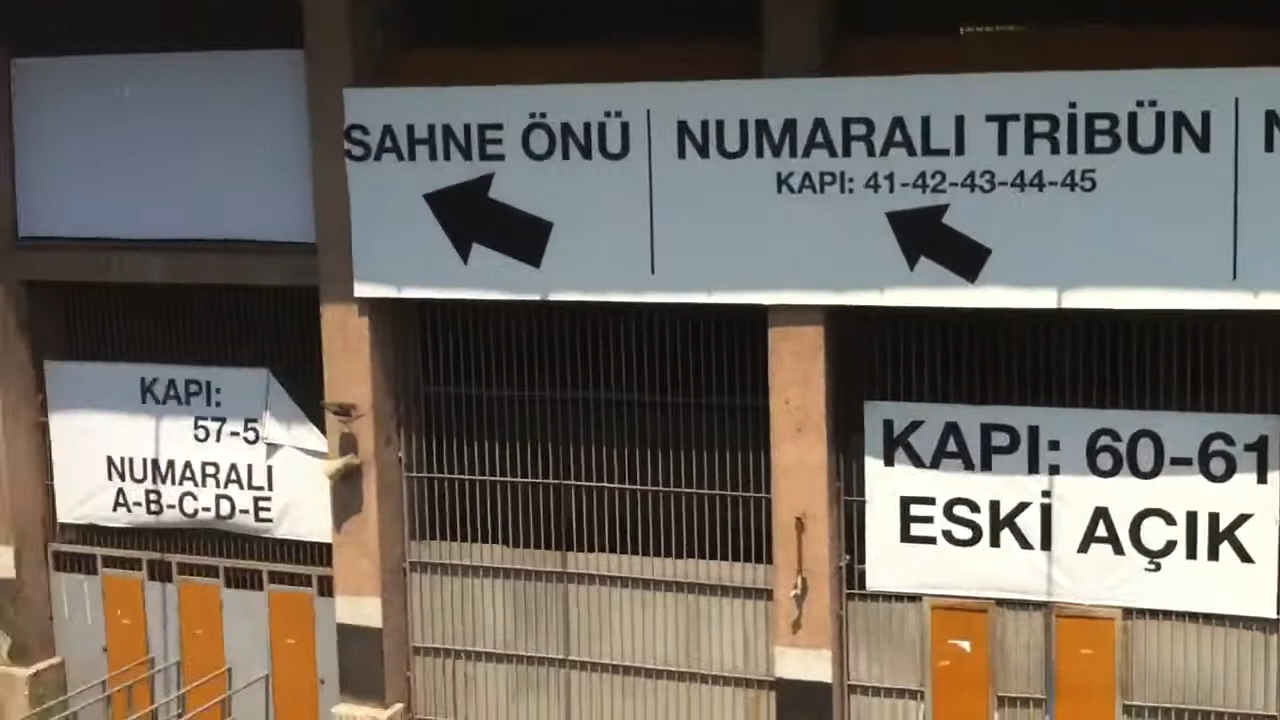 SAHNE ÖNÜ
NUMARALI TRİBÜN
KAPI: 41-42-43-44-45
KAPI:
57-5
NUMARALI
A-B-C-D-E
KAPI: 60-61
ESKİ AÇIK